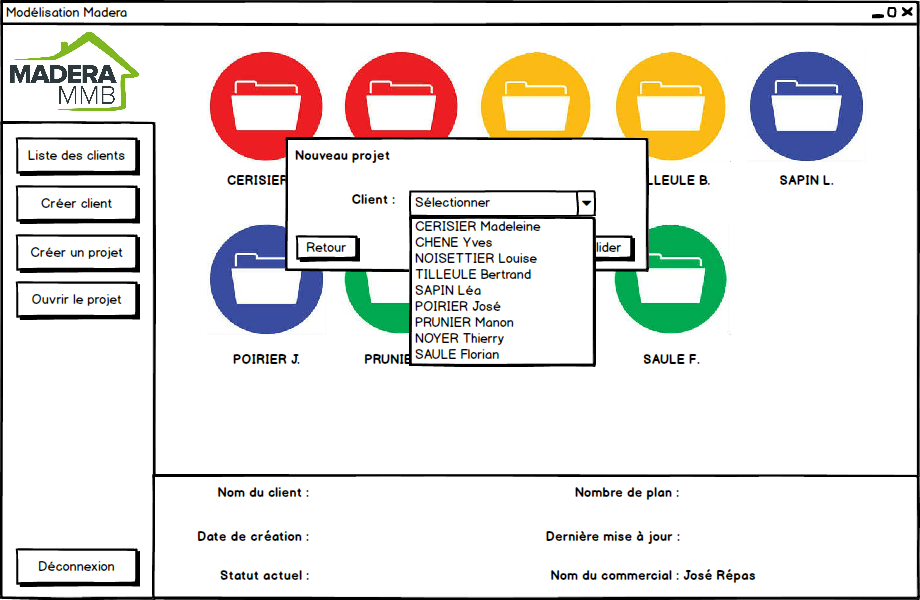 Modélisation Madera
MADERA
MMB
Liste des clients
Créer client
Créer un projet
Ouvrir le projet
Déconnexion
CERISIER
LLEULE B.
SAPIN L.
Nouveau projet
Client :
Sélectionner
CERISIER Madeleine
CHENE Yves
NOISETTIER Louise
TILLEULE Bertrand
SAPIN Léa
POIRIER José
PRUNIER Manon
NOYER Thierry
SAULE Florian
Retour
lider
POIRIER J.
PRUNIE
SAULE F.
Nom du client :
Nombre de plan :
Date de création :
Dernière mise à jour :
Statut actuel :
Nom du commercial : José Répas